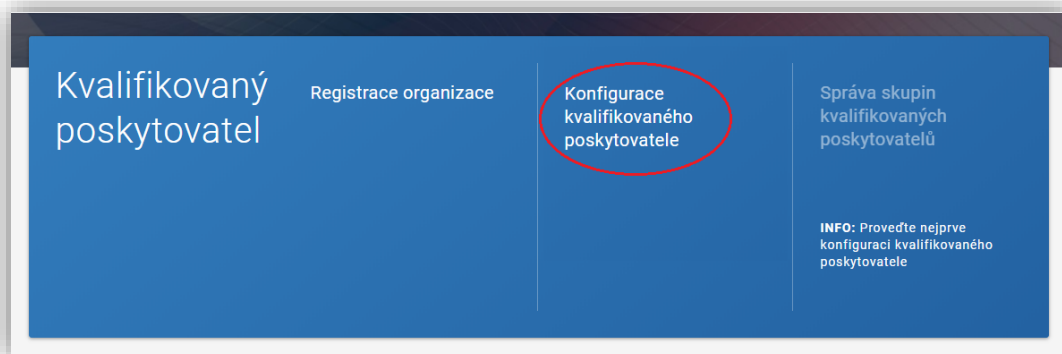 Kvalifikovaný
poskytovatel
Registrace organizace
Konfigurace
kvalifikovaného
poskytovatele
Správa skupin
kvalifikovaných
poskytovatelů
INFO: Proveďte nejprve
konfiguraci kvalifikovaného
poskytovatele